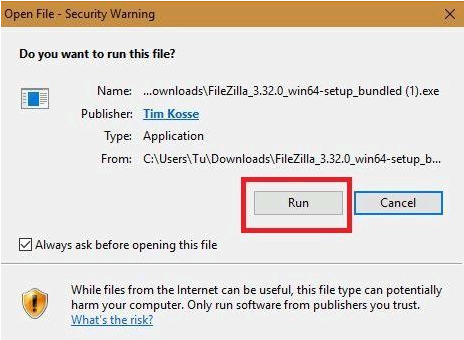 Open File - Security Warning
Do you want to run this file?
Name: ...ownloads\FileZilla_3.32.0_win64-setup_bundled (1).exe
Publisher: Tim Kosse
Type: Application
From: C:\Users\Tu\Downloads\FileZilla_3.32.0_win64-setup_b...
Run Cancel
Always ask before opening this file
While files from the Internet can be useful, this file type can potentially
harm your computer. Only run software from publishers you trust.
What's the risk?